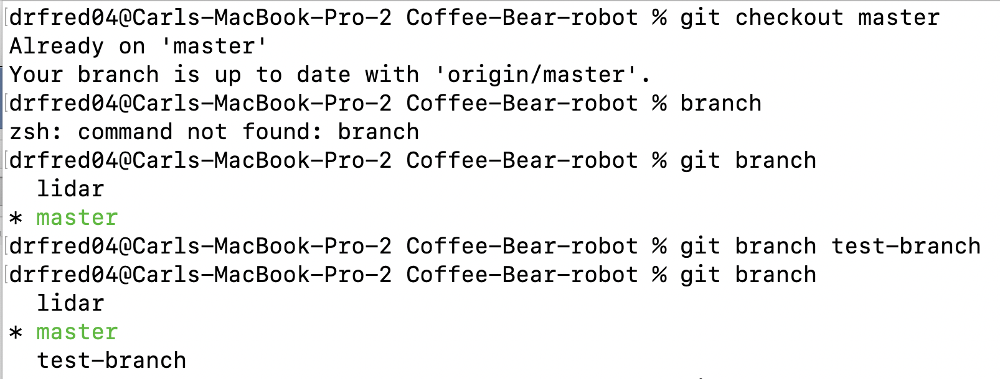 drfred04@Carls-MacBook-Pro-2 Coffee-Bear-robot % git checkout master
Already on 'master'
Your branch is up to date with 'origin/master'.
drfred04@Carls-MacBook-Pro-2 Coffee-Bear-robot % branch
zsh: command not found: branch
drfred04@Carls-MacBook-Pro-2 Coffee-Bear-robot % git branch
  lidar
* master
drfred04@Carls-MacBook-Pro-2 Coffee-Bear-robot % git branch test-branch
drfred04@Carls-MacBook-Pro-2 Coffee-Bear-robot % git branch
  lidar
* master
  test-branch